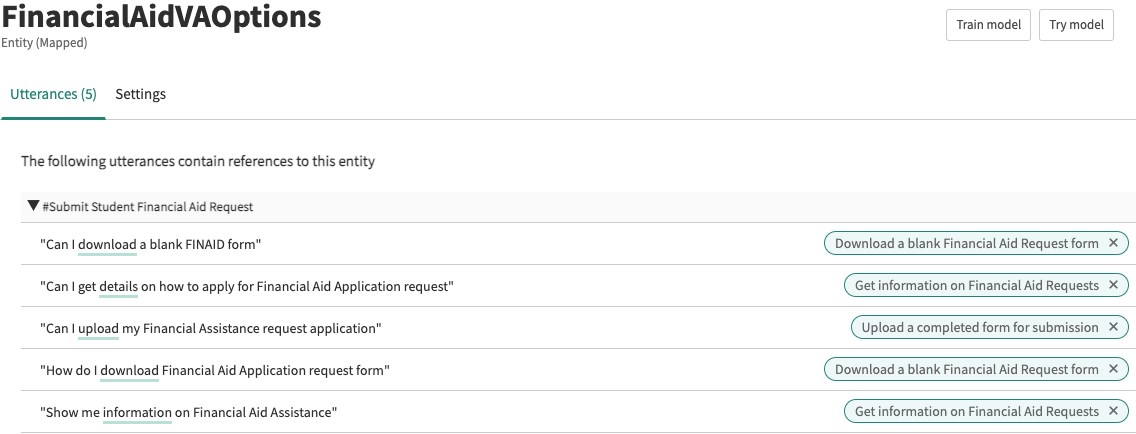 FinancialAidVAOptions
Entity (Mapped)
Train model
Try model
Utterances (5)
Settings
The following utterances contain references to this entity
▼ #Submit Student Financial Aid Request
"Can I download a blank FINAID form"
Download a blank Financial Aid Request form ✕
"Can I get details on how to apply for Financial Aid Application request"
Get information on Financial Aid Requests ✕
"Can I upload my Financial Assistance request application"
Upload a completed form for submission ✕
"How do I download Financial Aid Application request form"
Download a blank Financial Aid Request form ✕
"Show me information on Financial Aid Assistance"
Get information on Financial Aid Requests ✕